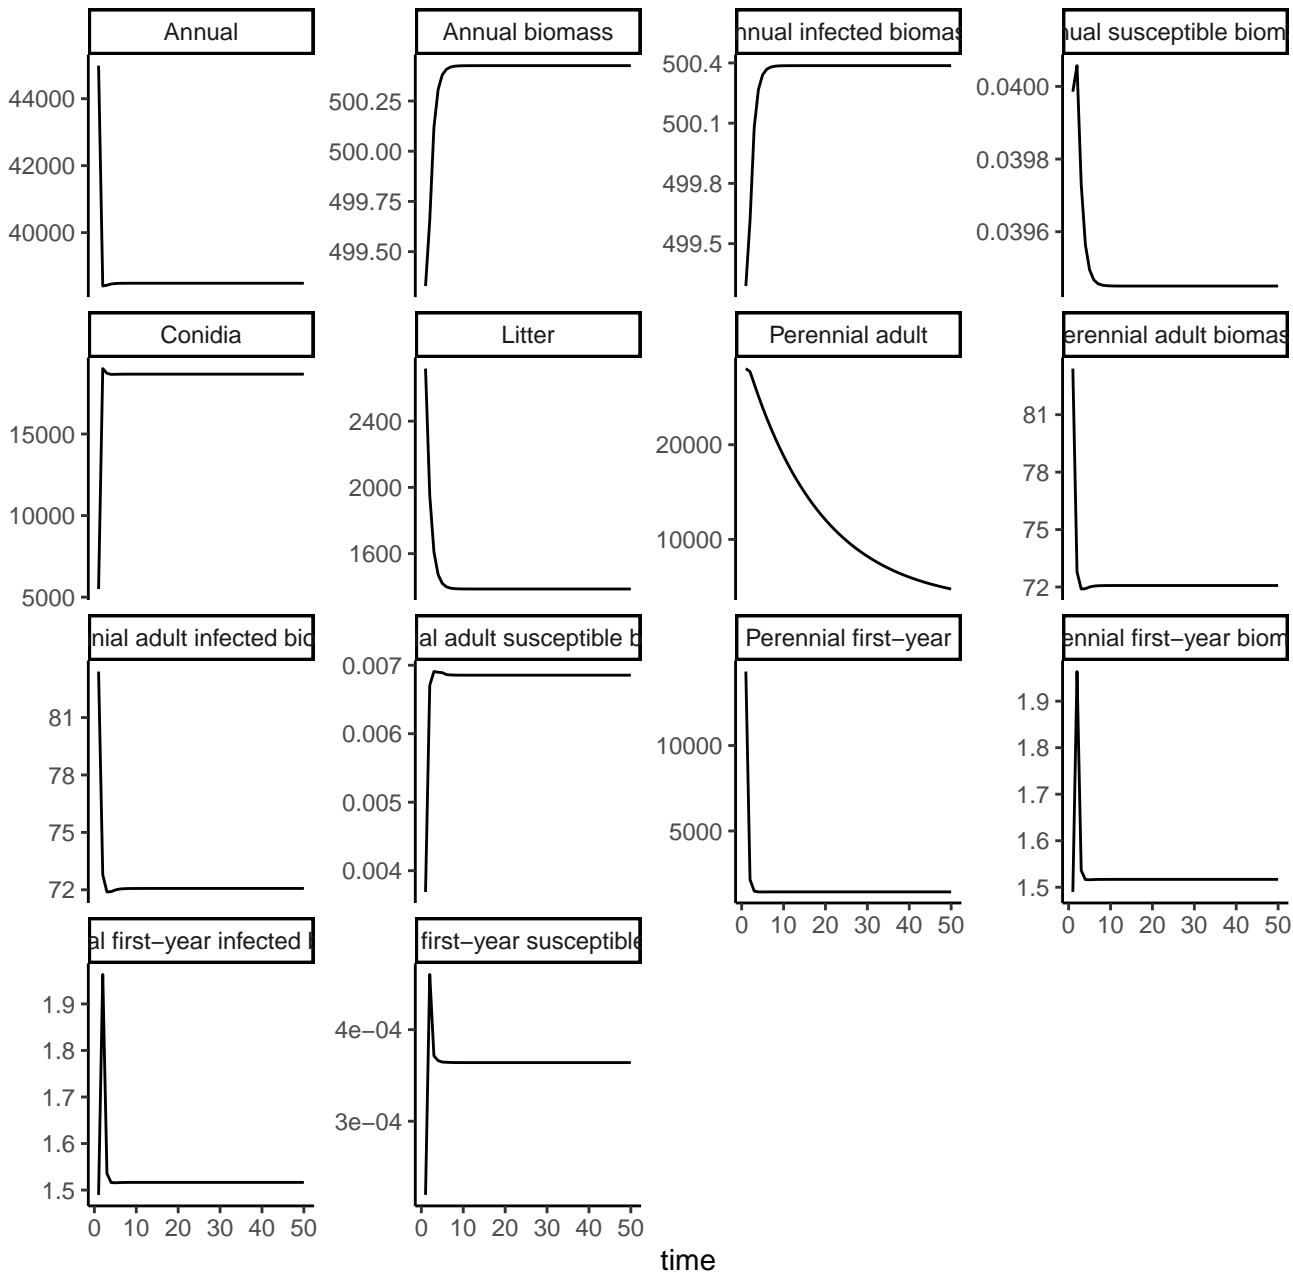 Annual
Annual biomass
nnual infected biomas
nual susceptible biom
44000
42000
40000
500.25
500.00
499.75
499.50
500.4
500.1
499.8
499.5
0.0400
0.0398
0.0396
Conidia
Litter
Perennial adult
erennial adult biomas
15000
10000
5000
2400
2000
1600
20000
10000
81
78
75
72
nial adult infected bio
al adult susceptible b
Perennial first−year
ennial first−year biom
81
78
75
72
0.007
0.006
0.005
0.004
10000
5000
1.9
1.8
1.7
1.6
1.5
0 10 20 30 40 50
0 10 20 30 40 50
al first−year infected b
first−year susceptible
1.9
1.8
1.7
1.6
1.5
4e−04
3e−04
0 10 20 30 40 50
0 10 20 30 40 50
time